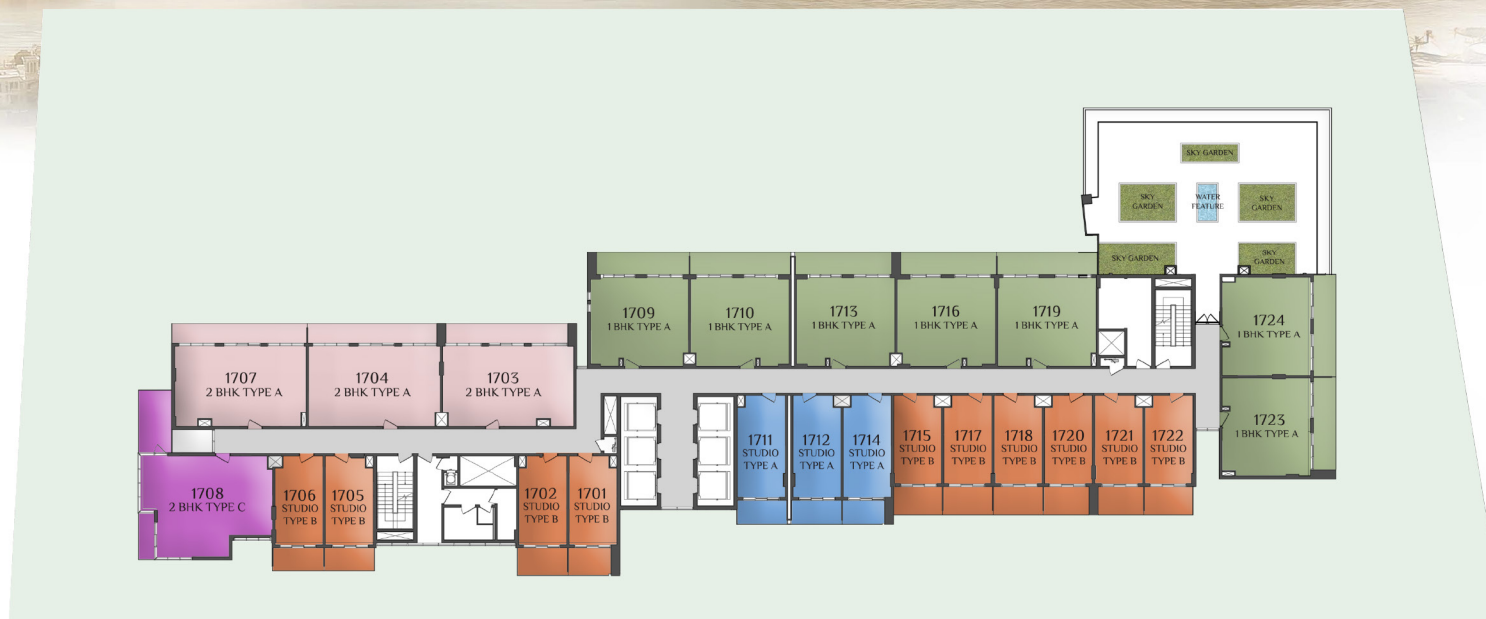 SKY GARDEN
SKY
GARDEN
WATER
FEATURE
SKY
GARDEN
SKY GARDEN
SKY
GARDEN
1709
1 BHK TYPE A
1710
1 BHK TYPE A
1713
1 BHK TYPE A
1716
1 BHK TYPE A
1719
1 BHK TYPE A
1724
1 BHK TYPE A
1707
2 BHK TYPE A
1704
2 BHK TYPE A
1703
2 BHK TYPE A
1723
1 BHK TYPE A
1711
STUDIO
TYPE A
1712
STUDIO
TYPE A
1714
STUDIO
TYPE A
1715
STUDIO
TYPE B
1717
STUDIO
TYPE B
1718
STUDIO
TYPE B
1720
STUDIO
TYPE B
1721
STUDIO
TYPE B
1722
STUDIO
TYPE B
1708
2 BHK TYPE C
1706
STUDIO
TYPE B
1705
STUDIO
TYPE B
1702
STUDIO
TYPE B
1701
STUDIO
TYPE B